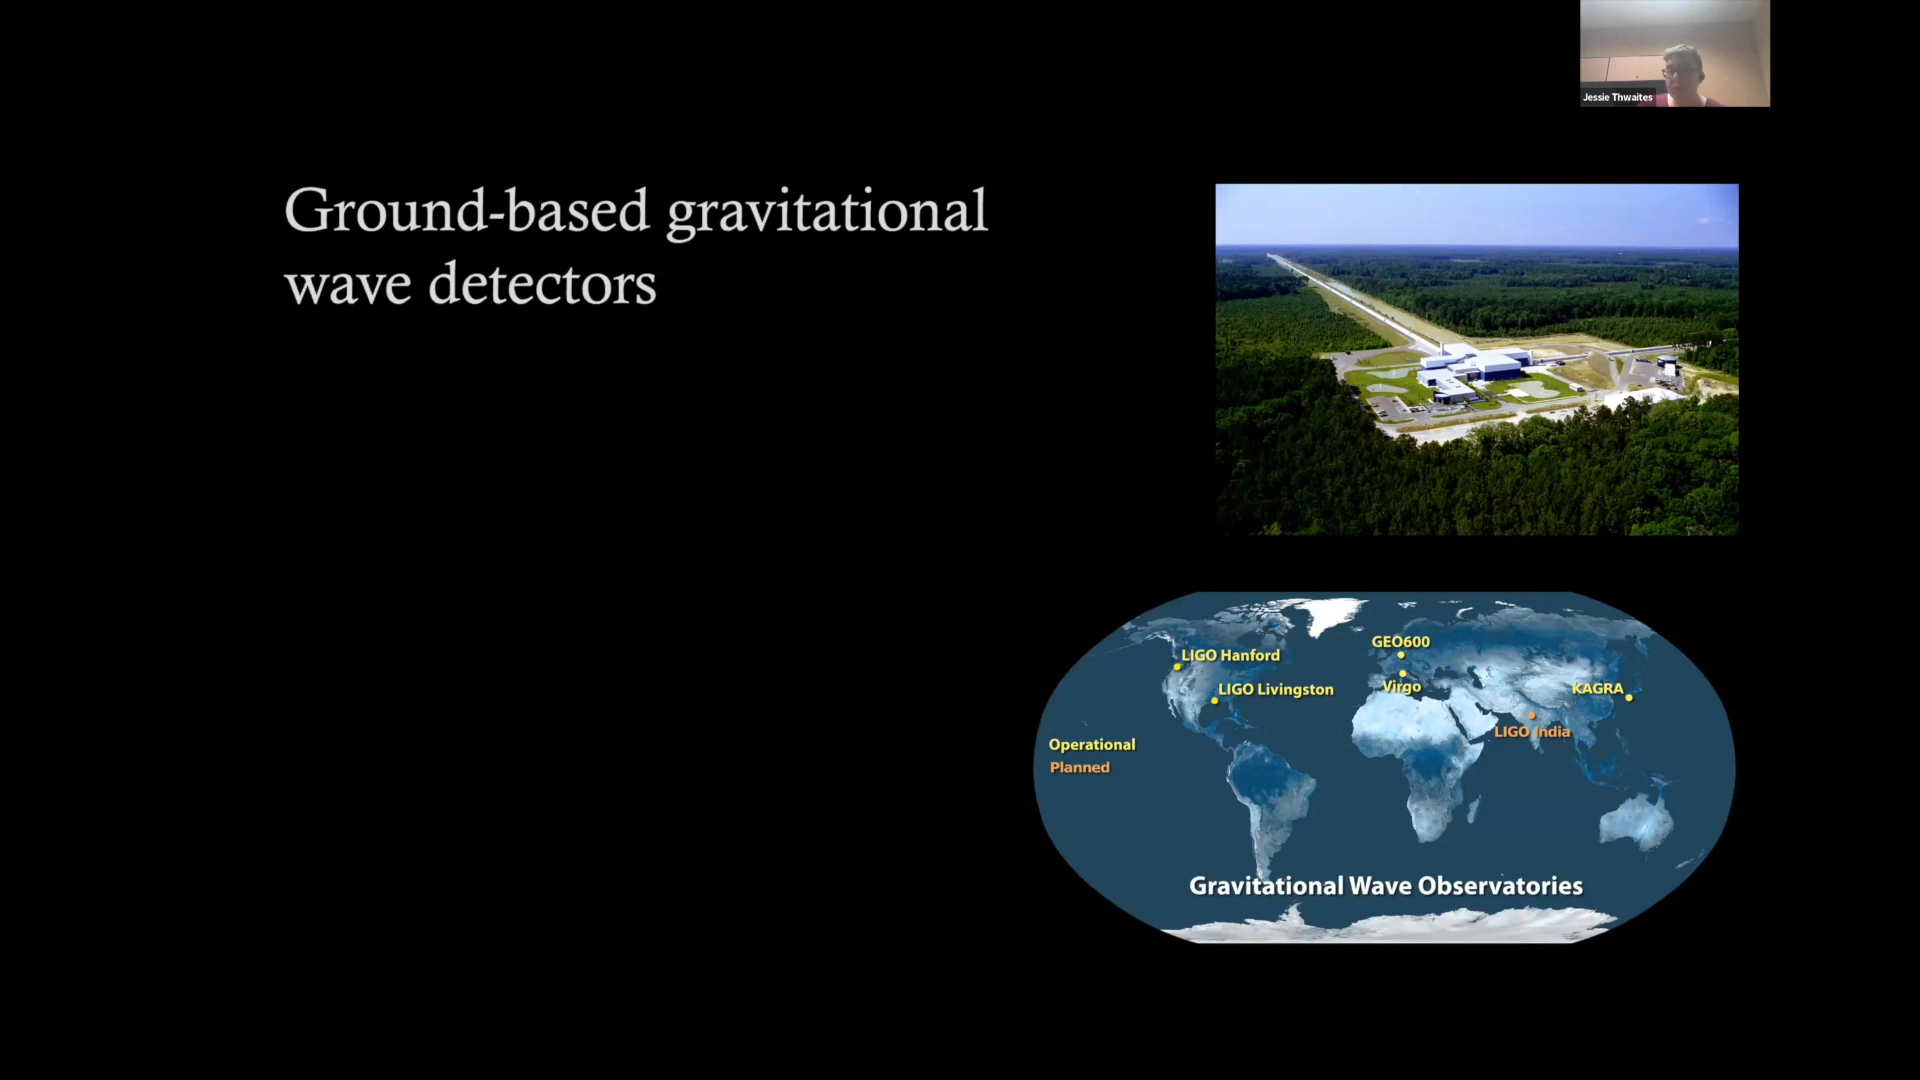 Jessie Thwaites
Ground-based gravitational
wave detectors
GEO600
LIGO Hanford
Virgo
LIGO Livingston
KAGRA
LIGO India
Operational
Planned
Gravitational Wave Observatories